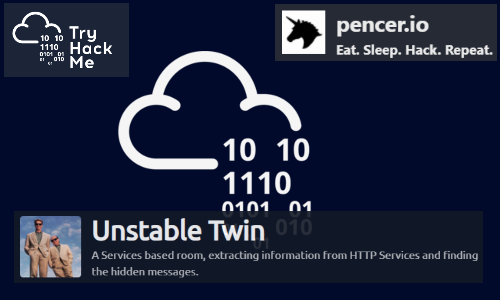 Try
Hack
Me
10 10
1110
0101 01
01 010
pencer.io
Eat. Sleep. Hack. Repeat.
10 10
1110
0101 01
01 010
Unstable Twin
A Services based room, extracting information from HTTP Services and finding
the hidden messages.